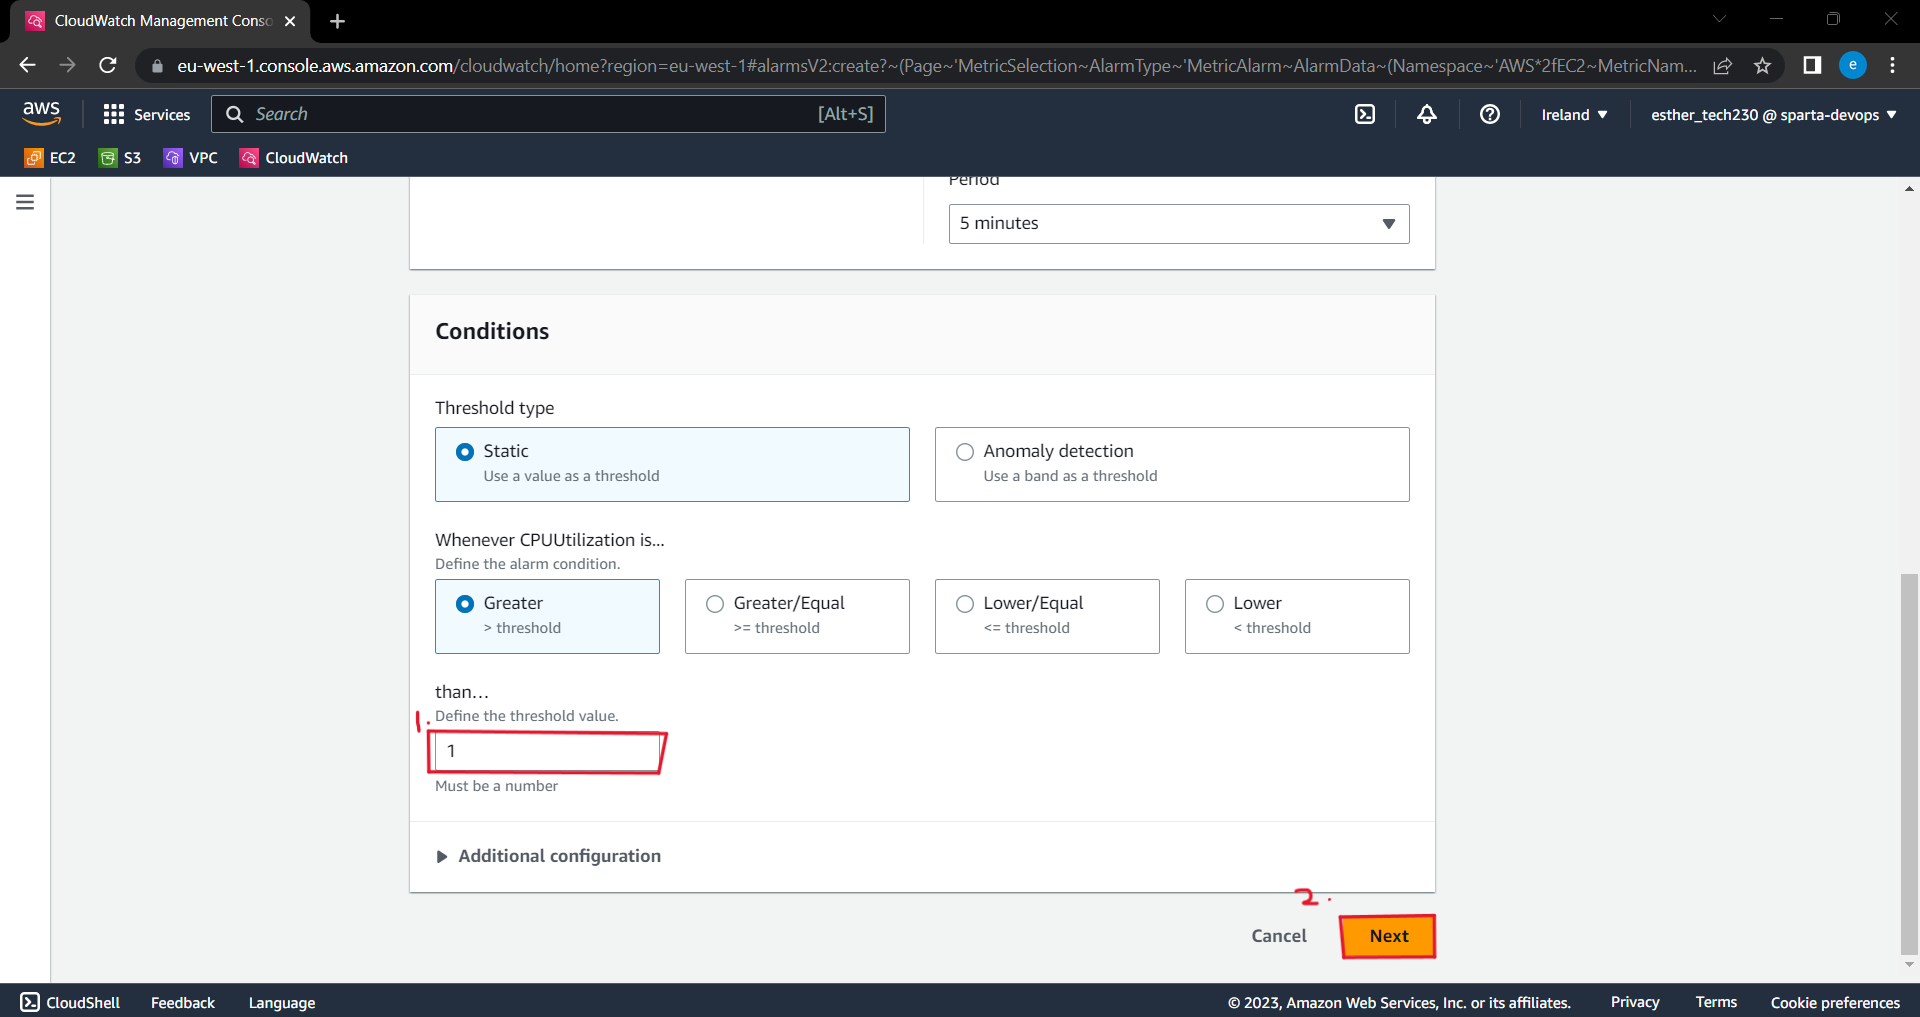 CloudWatch Management Conso
eu-west-1.console.aws.amazon.com/cloudwatch/home?region=eu-west-1#alarmsV2:create?~(Page~'MetricSelection~AlarmType~'MetricAlarm~AlarmData~(Namespace~'AWS*2fEC2~MetricNam...
e
aws
Services
Search
[Alt+S]
Ireland
esther_tech230 @ sparta-devops
EC2
S3
VPC
CloudWatch
Period
5 minutes
Conditions
Threshold type
Static
Use a value as a threshold
Anomaly detection
Use a band as a threshold
Whenever CPUUtilization is...
Define the alarm condition.
Greater
> threshold
Greater/Equal
>= threshold
Lower/Equal
<= threshold
Lower
< threshold
than...
1.
Define the threshold value.
1
Must be a number
Additional configuration
2.
Cancel
Next
CloudShell
Feedback
Language
© 2023, Amazon Web Services, Inc. or its affiliates.
Privacy
Terms
Cookie preferences